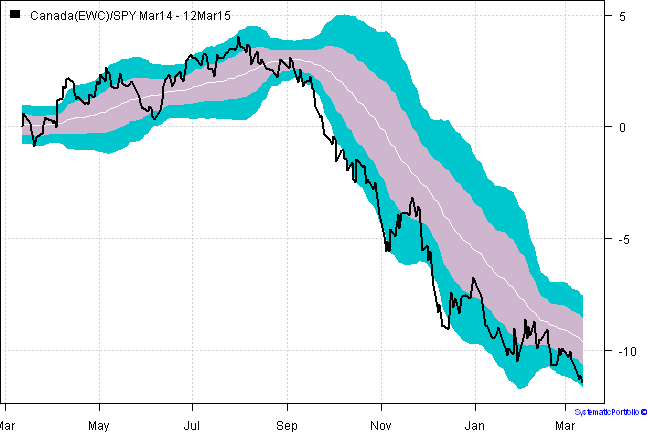 Canada(EWC)/SPY Mar14 - 12Mar15
5
0
-5
-10
Mar May Jul Sep Nov Jan Mar
SystematicPortfolio ©